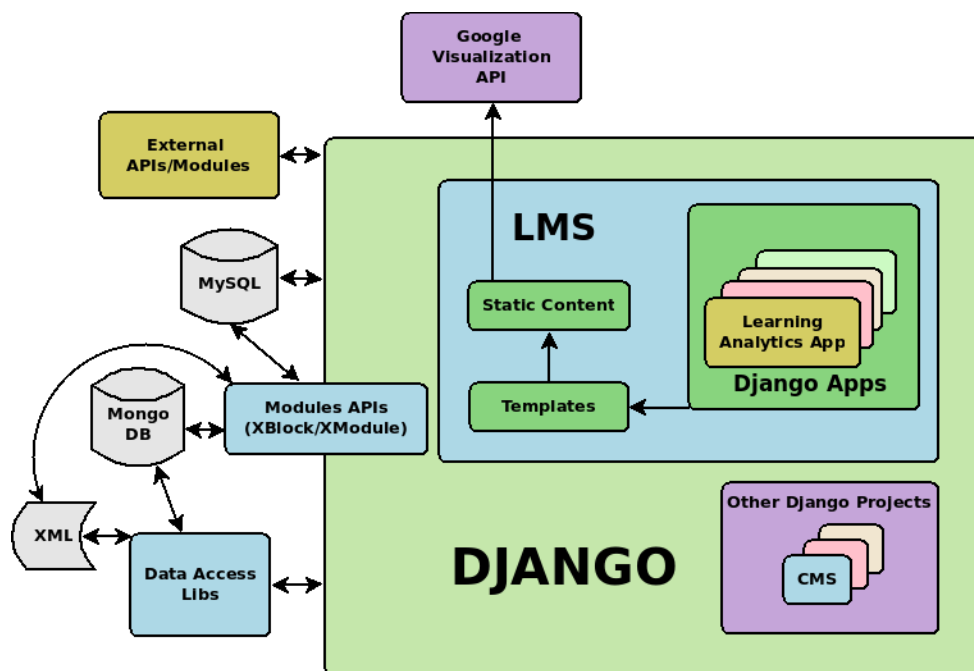 Google
Visualization
API
External
APIs/Modules
LMS
MySQL
Static Content
Learning
Analytics App
Django Apps
Modules APIs
(XBlock/XModule)
Templates
Mongo
DB
Other Django Projects
XML
DJANGO
Data Access
Libs
CMS